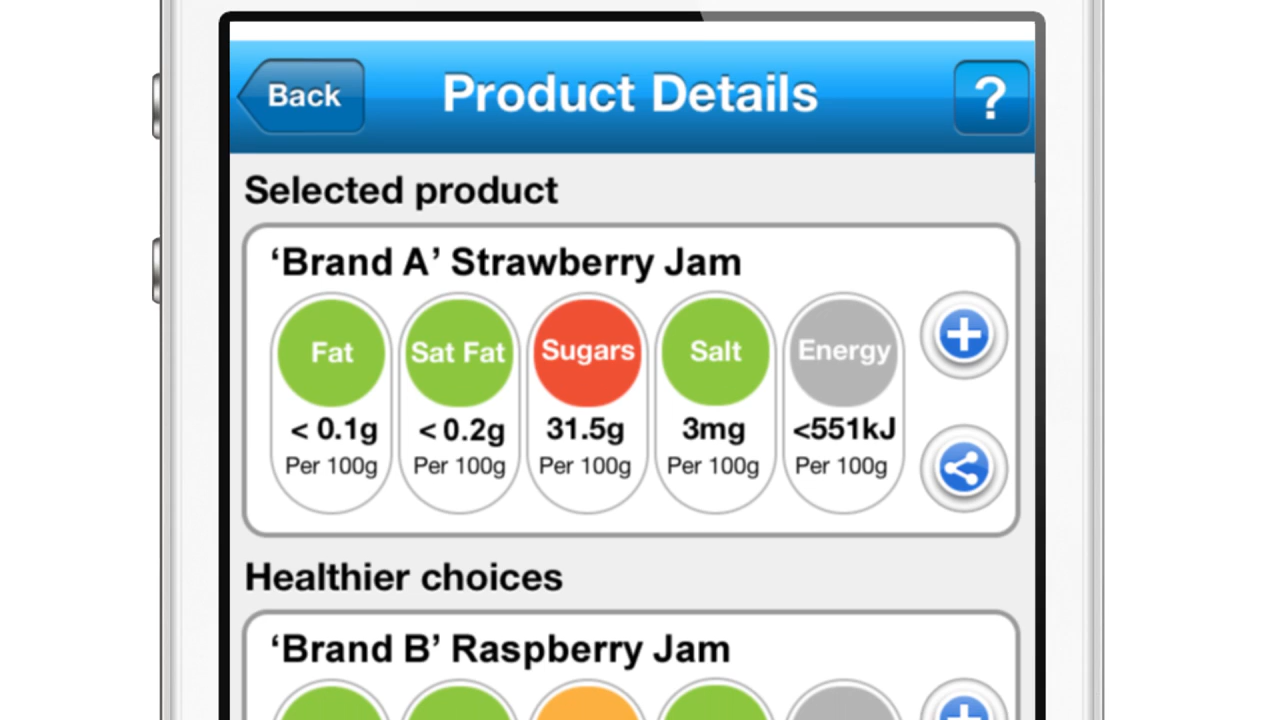 Back
Product Details
?
Selected product
‘Brand A’ Strawberry Jam
Fat
Sat Fat
Sugars
Salt
Energy
< 0.1g
< 0.2g
31.5g
3mg
<551kJ
Per 100g
Per 100g
Per 100g
Per 100g
Per 100g
Healthier choices
‘Brand B’ Raspberry Jam